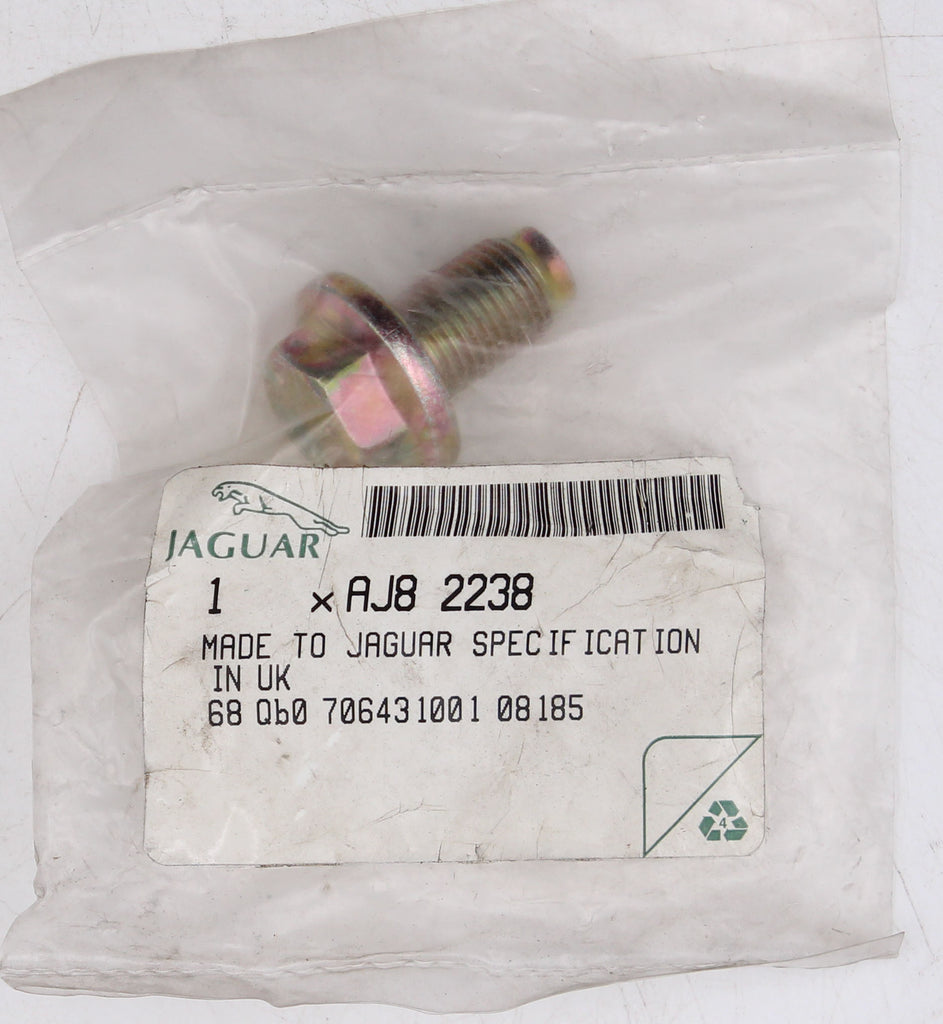 JAGUAR
1 x AJ8 2238
MADE TO JAGUAR SPECIFICATION
IN UK
68 Qb0 706431001 08185
4